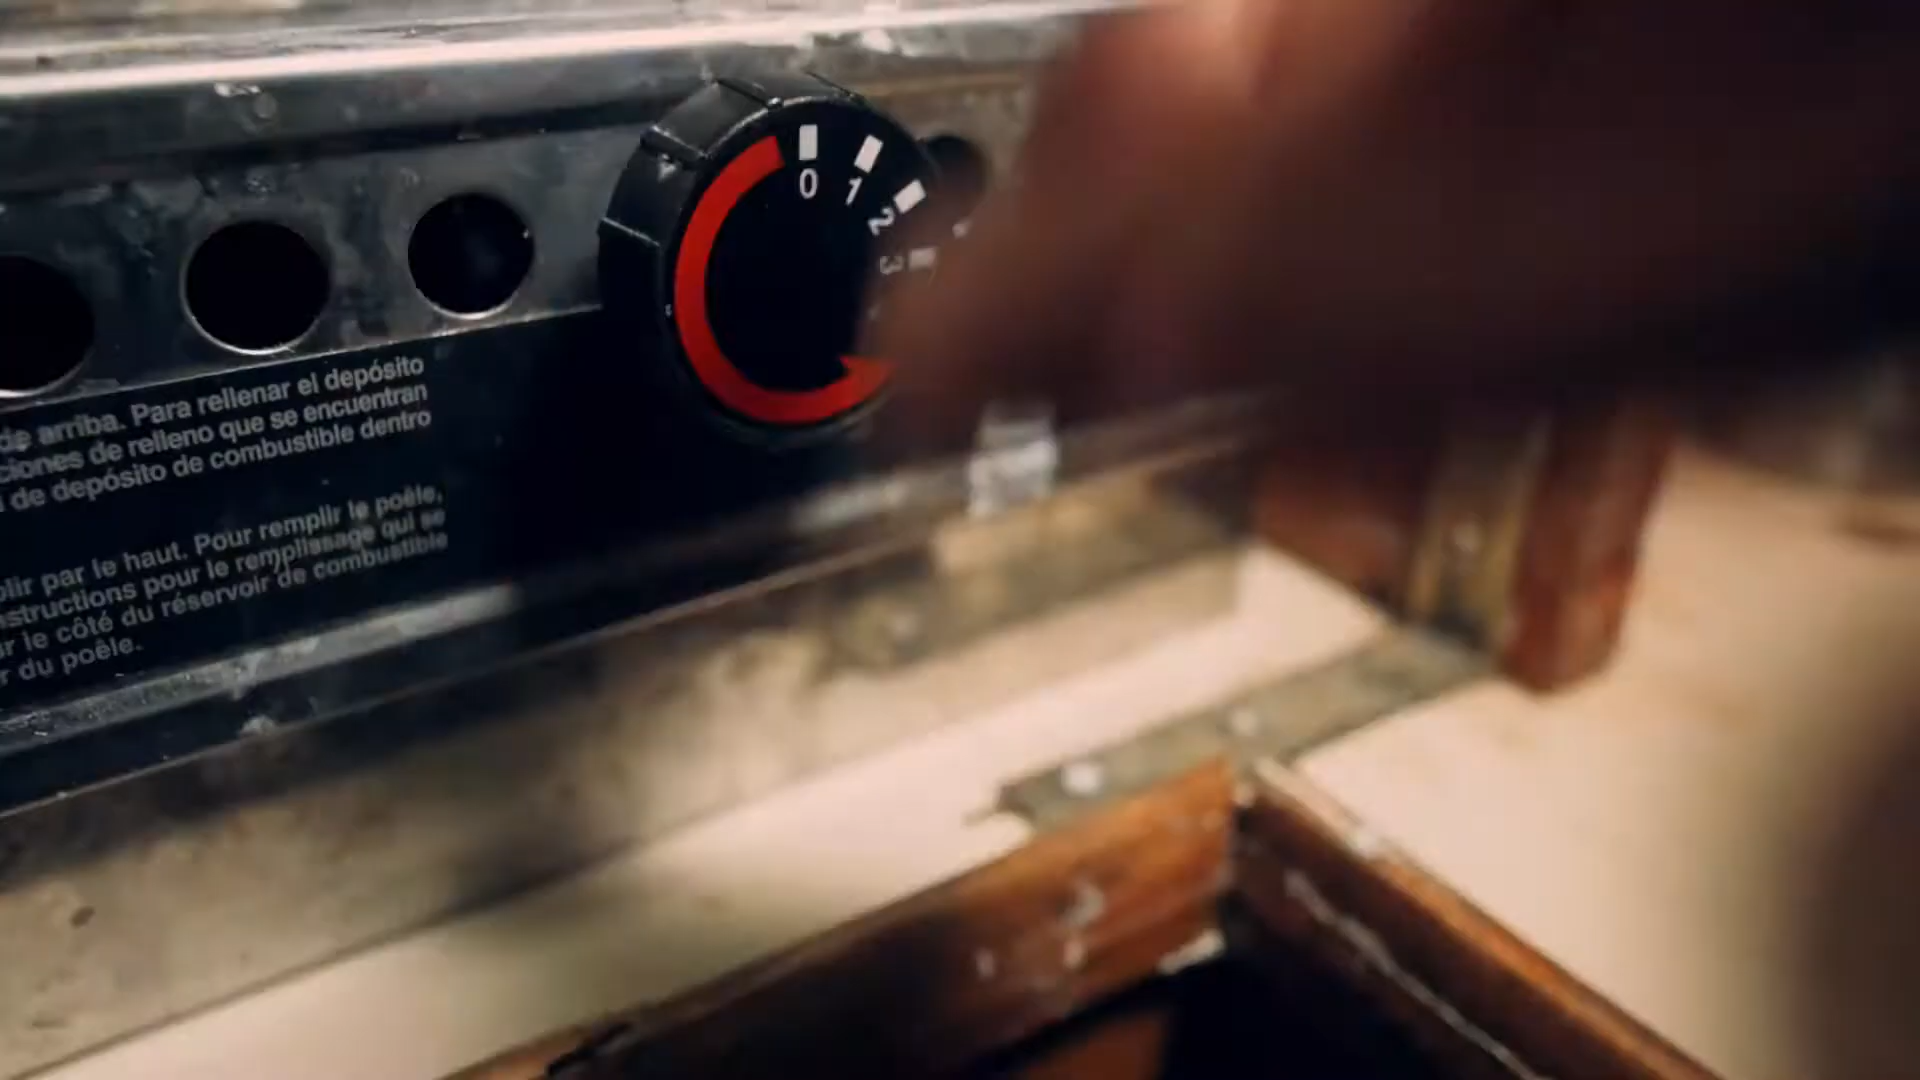 0
1
2
3
de arriba. Para rellenar el depósito
ciones de relleno que se encuentran
de depósito de combustible dentro
plir par le haut. Pour remplir le poêle,
nstructions pour le remplissage qui se
ur le côté du réservoir de combustible
r du poêle.